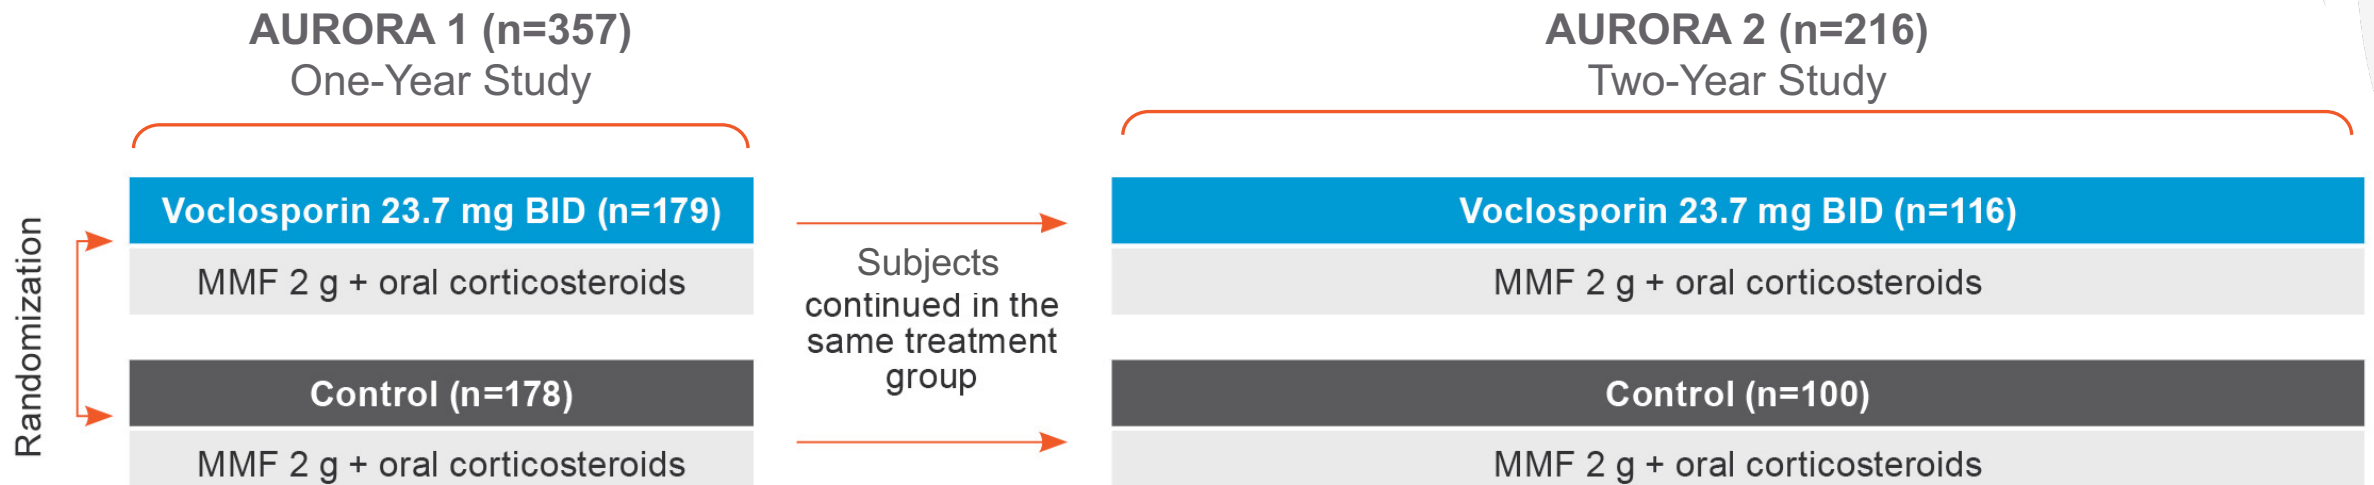 AURORA 1 (n=357)
One-Year Study
AURORA 2 (n=216)
Two-Year Study
Randomization
Voclosporin 23.7 mg BID (n=179)
MMF 2 g + oral corticosteroids
Control (n=178)
MMF 2 g + oral corticosteroids
Subjects
continued in the
same treatment
group
Voclosporin 23.7 mg BID (n=116)
MMF 2 g + oral corticosteroids
Control (n=100)
MMF 2 g + oral corticosteroids